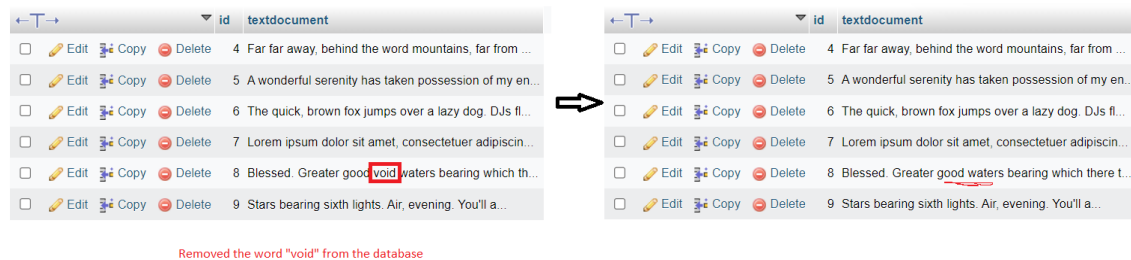 id textdocument
Edit Copy Delete 4 Far far away, behind the word mountains, far from ...
Edit Copy Delete 5 A wonderful serenity has taken possession of my en...
Edit Copy Delete 6 The quick, brown fox jumps over a lazy dog. DJs fl...
Edit Copy Delete 7 Lorem ipsum dolor sit amet, consectetuer adipiscin...
Edit Copy Delete 8 Blessed. Greater good void waters bearing which th...
Edit Copy Delete 9 Stars bearing sixth lights. Air, evening. You'll a...
Removed the word "void" from the database
id textdocument
Edit Copy Delete 4 Far far away, behind the word mountains, far from ...
Edit Copy Delete 5 A wonderful serenity has taken possession of my en...
Edit Copy Delete 6 The quick, brown fox jumps over a lazy dog. DJs fl...
Edit Copy Delete 7 Lorem ipsum dolor sit amet, consectetuer adipiscin...
Edit Copy Delete 8 Blessed. Greater good waters bearing which there t...
Edit Copy Delete 9 Stars bearing sixth lights. Air, evening. You'll a...